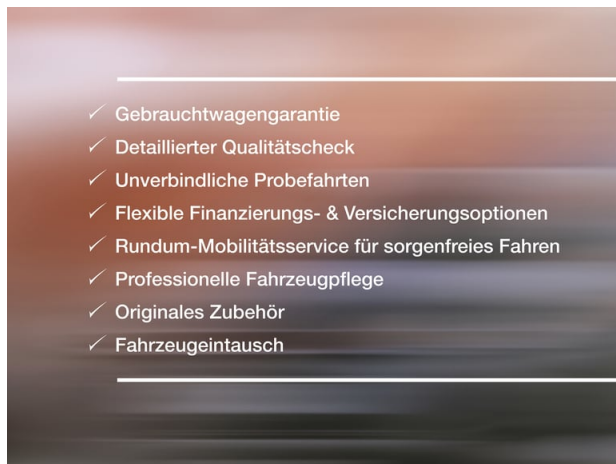 Gebrauchtwagengarantie
Detaillierter Qualitätscheck
Unverbindliche Probefahrten
Flexible Finanzierungs- & Versicherungsoptionen
Rundum-Mobilitätsservice für sorgenfreies Fahren
Professionelle Fahrzeugpflege
Originales Zubehör
Fahrzeugeintausch